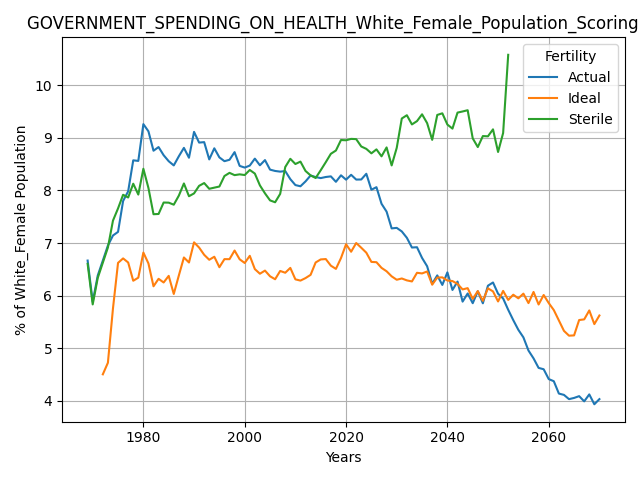 GOVERNMENT_SPENDING_ON_HEALTH_White_Female_Population_Scoring
% of White_Female Population
10
9
8
7
6
5
4
Fertility
Actual
Ideal
Sterile
1980 2000 2020 2040 2060
Years